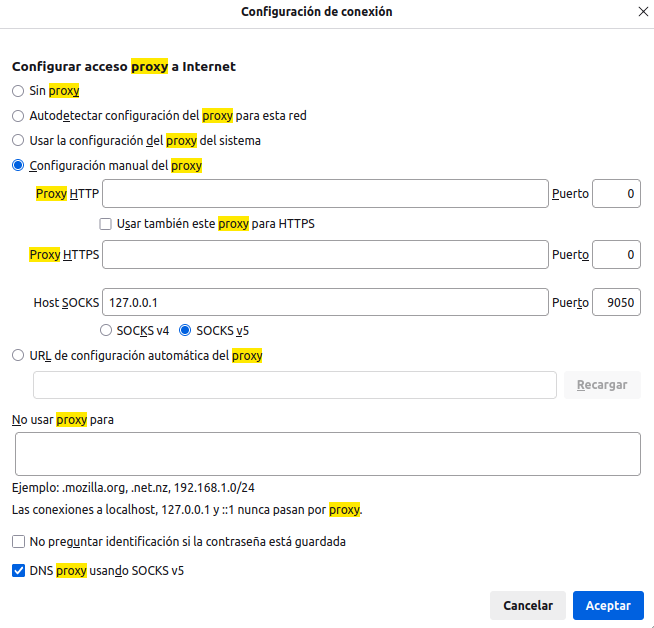 Configuración de conexión
Configurar acceso proxy a Internet
Sin proxy
Autodetectar configuración del proxy para esta red
Usar la configuración del proxy del sistema
Configuración manual del proxy
Proxy HTTP Puerto 0
Usar también este proxy para HTTPS
Proxy HTTPS Puerto 0
Host SOCKS 127.0.0.1 Puerto 9050
SOCKS v4 SOCKS v5
URL de configuración automática del proxy
Recargar
No usar proxy para
Ejemplo: .mozilla.org, .net.nz, 192.168.1.0/24
Las conexiones a localhost, 127.0.0.1 y ::1 nunca pasan por proxy.
No preguntar identificación si la contraseña está guardada
DNS proxy usando SOCKS v5
Cancelar Aceptar